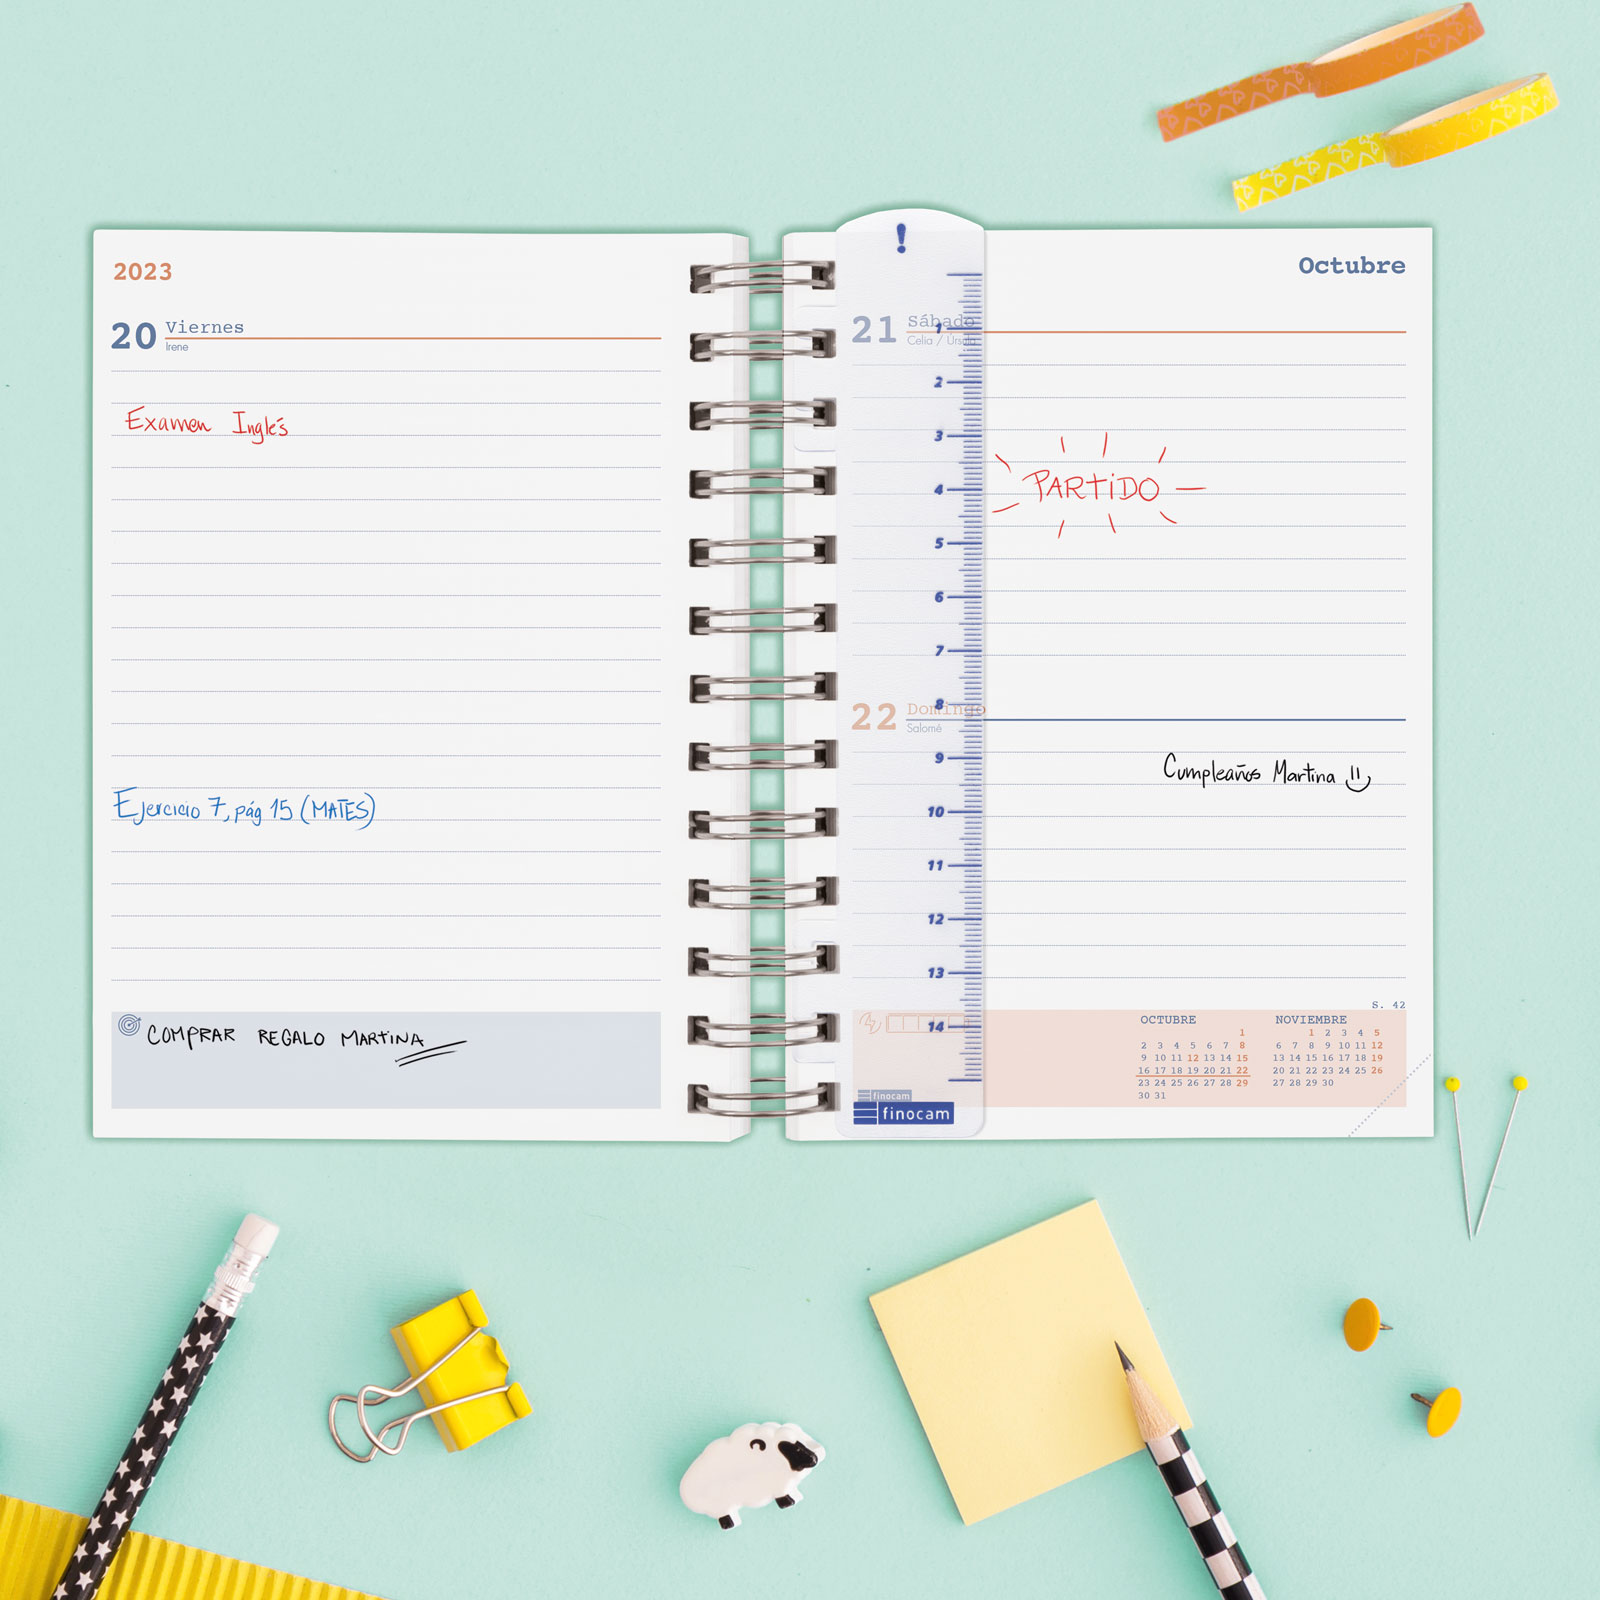 2023
20 Viernes
Irene
Examen Inglés
Ejercicio 7, pág 15 (MATES)
COMPRAR REGALO MARTINA
!
Octubre
21 Sábado
Celia / Úrsula
PARTIDO
22 Domingo
Salomé
Cumpleaños Martina
1
2
3
4
5
6
7
8
9
10
11
12
13
14
S. 42
OCTUBRE
1
2 3 4 5 6 7 8
9 10 11 12 13 14 15
16 17 18 19 20 21 22
23 24 25 26 27 28 29
30 31
NOVIEMBRE
1 2 3 4 5
6 7 8 9 10 11 12
13 14 15 16 17 18 19
20 21 22 23 24 25 26
27 28 29 30
finocam
finocam